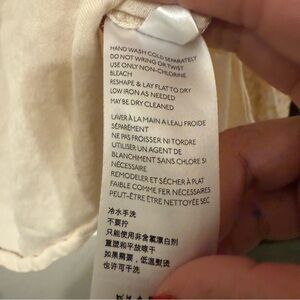 HAND WASH COLD SEPARATELY
DO NOT WRING OR TWIST
USE ONLY NON-CHLORINE
BLEACH
RESHAPE & LAY FLAT TO DRY
LOW IRON AS NEEDED
MAY BE DRY CLEANED
LAVER À LA MAIN A L'EAU FROIDE
SÉPARÉMENT
NE PAS FROISSER NI TORDRE
UTILISER UN AGENT DE
BLANCHIMENT SANS CHLORE SI
NÉCESSAIRE
REMODELER ET SÉCHER À PLAT
FAIBLE COMME FER NÉCESSAIRES
PEUT-ÊTRE ÊTRE NETTOYÉE SEC
冷水手洗
不要拧
只能使用非含氯漂白剂
重塑和平放晾干
如果需要，低温熨烫
也许可干洗